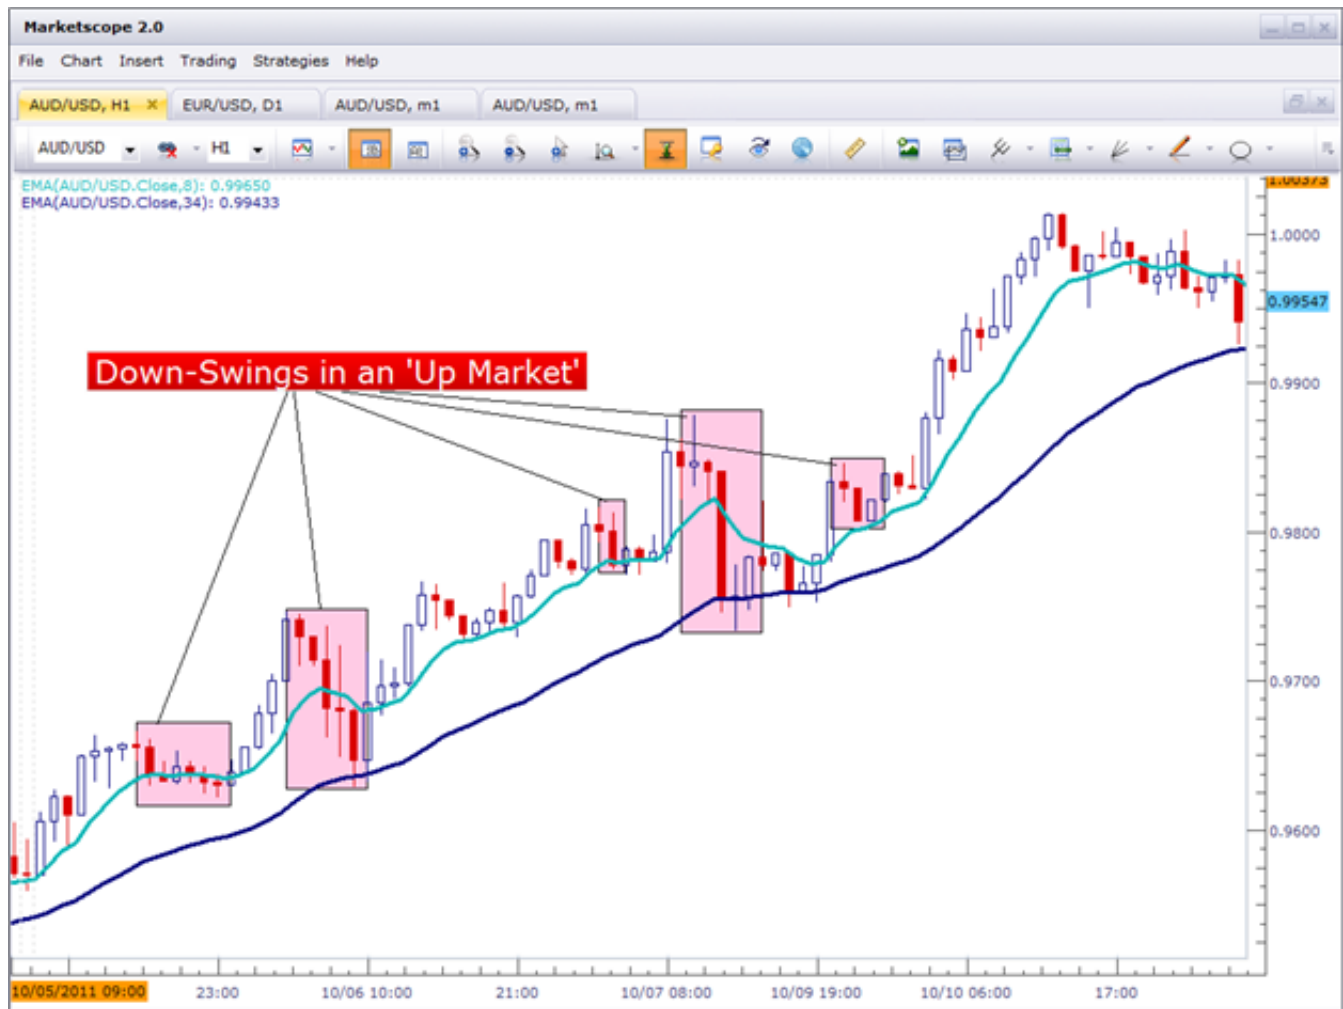 Marketscope 2.0
File Chart Insert Trading Strategies Help
AUD/USD, H1 EUR/USD, D1 AUD/USD, m1 AUD/USD, m1
AUD/USD H1
EMA(AUD/USD.Close,8): 0.99650
EMA(AUD/USD.Close,34): 0.99433
1.00373
1.0000
0.99547
Down-Swings in an 'Up Market'
0.9900
0.9800
0.9700
0.9600
10/05/2011 09:00 23:00 10/06 10:00 21:00 10/07 08:00 10/09 19:00 10/10 06:00 17:00